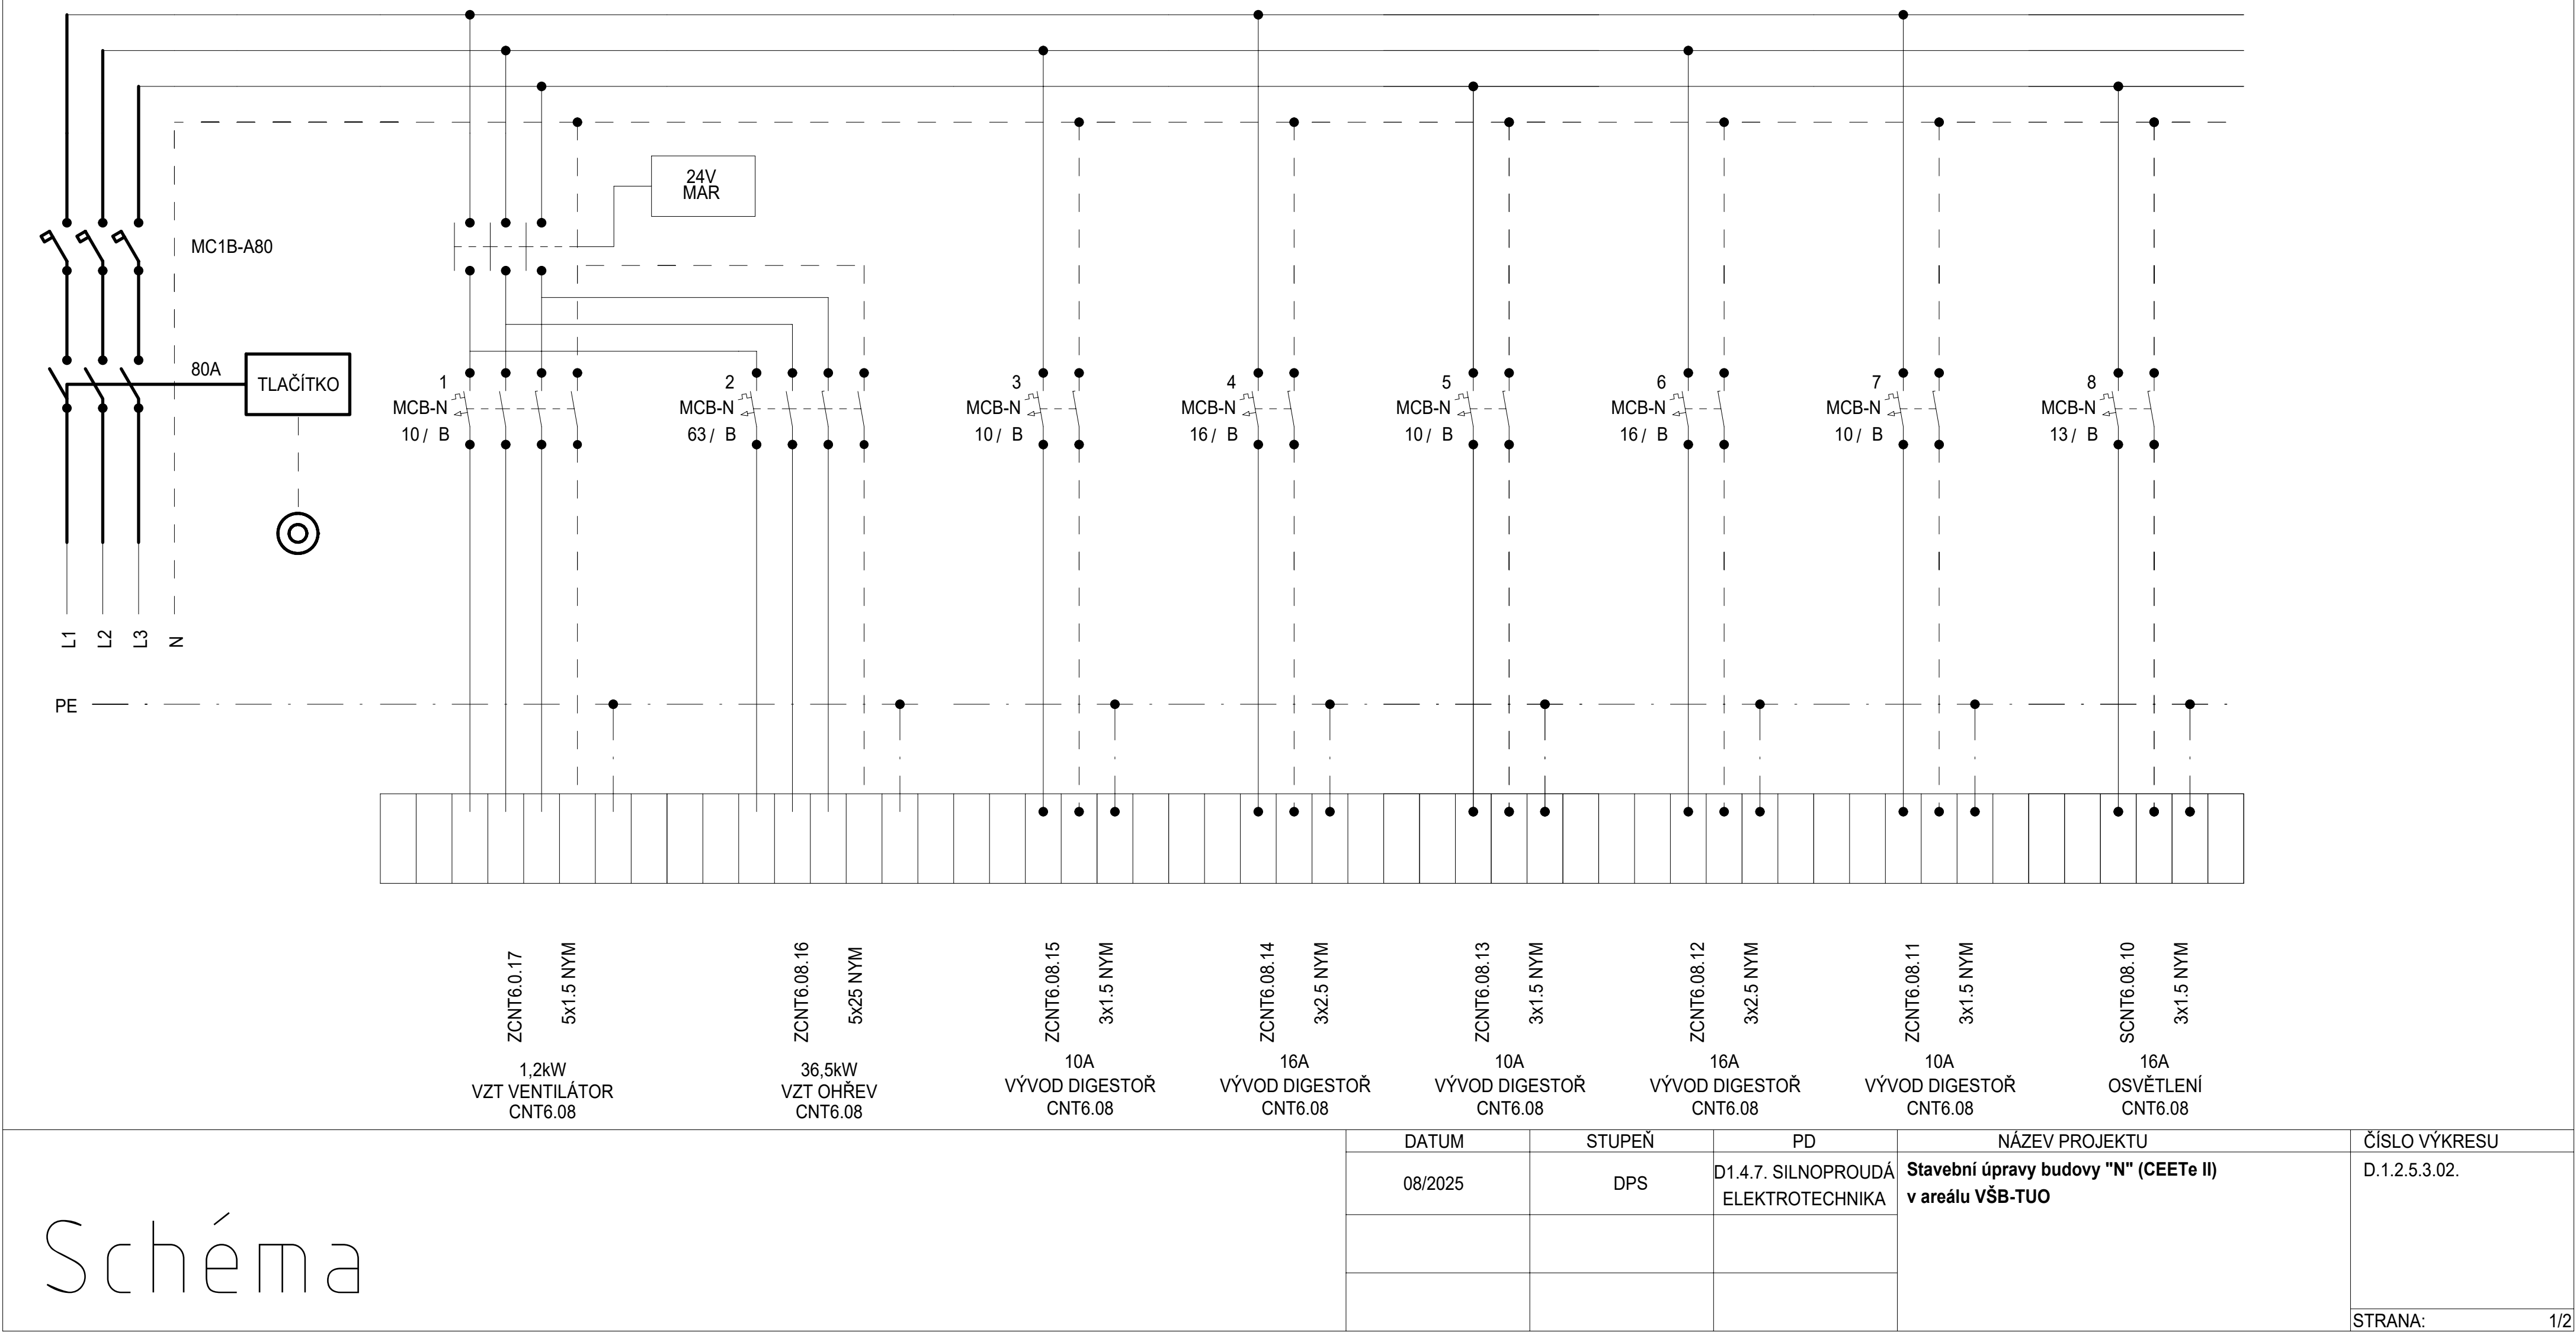 24V
MAR
MC1B-A80
80A
TLAČÍTKO
1
MCB-N
10 / B
2
MCB-N
63 / B
3
MCB-N
10 / B
4
MCB-N
16 / B
5
MCB-N
10 / B
6
MCB-N
16 / B
7
MCB-N
10 / B
8
MCB-N
13 / B
L1
L2
L3
N
PE
ZCNT6.0.17
5x1.5 NYM
1,2kW
VZT VENTILÁTOR
CNT6.08
ZCNT6.08.16
5x25 NYM
36,5kW
VZT OHŘEV
CNT6.08
ZCNT6.08.15
3x1.5 NYM
10A
VÝVOD DIGESTOŘ
CNT6.08
ZCNT6.08.14
3x2.5 NYM
16A
VÝVOD DIGESTOŘ
CNT6.08
ZCNT6.08.13
3x1.5 NYM
10A
VÝVOD DIGESTOŘ
CNT6.08
ZCNT6.08.12
3x2.5 NYM
16A
VÝVOD DIGESTOŘ
CNT6.08
ZCNT6.08.11
3x1.5 NYM
10A
VÝVOD DIGESTOŘ
CNT6.08
SCNT6.08.10
3x1.5 NYM
16A
OSVĚTLENÍ
CNT6.08
Schéma
DATUM
08/2025
STUPEŇ
DPS
PD
D1.4.7. SILNOPROUDÁ
ELEKTROTECHNIKA
NÁZEV PROJEKTU
Stavební úpravy budovy "N" (CEETe II)
v areálu VŠB-TUO
ČÍSLO VÝKRESU
D.1.2.5.3.02.
STRANA: 1/2